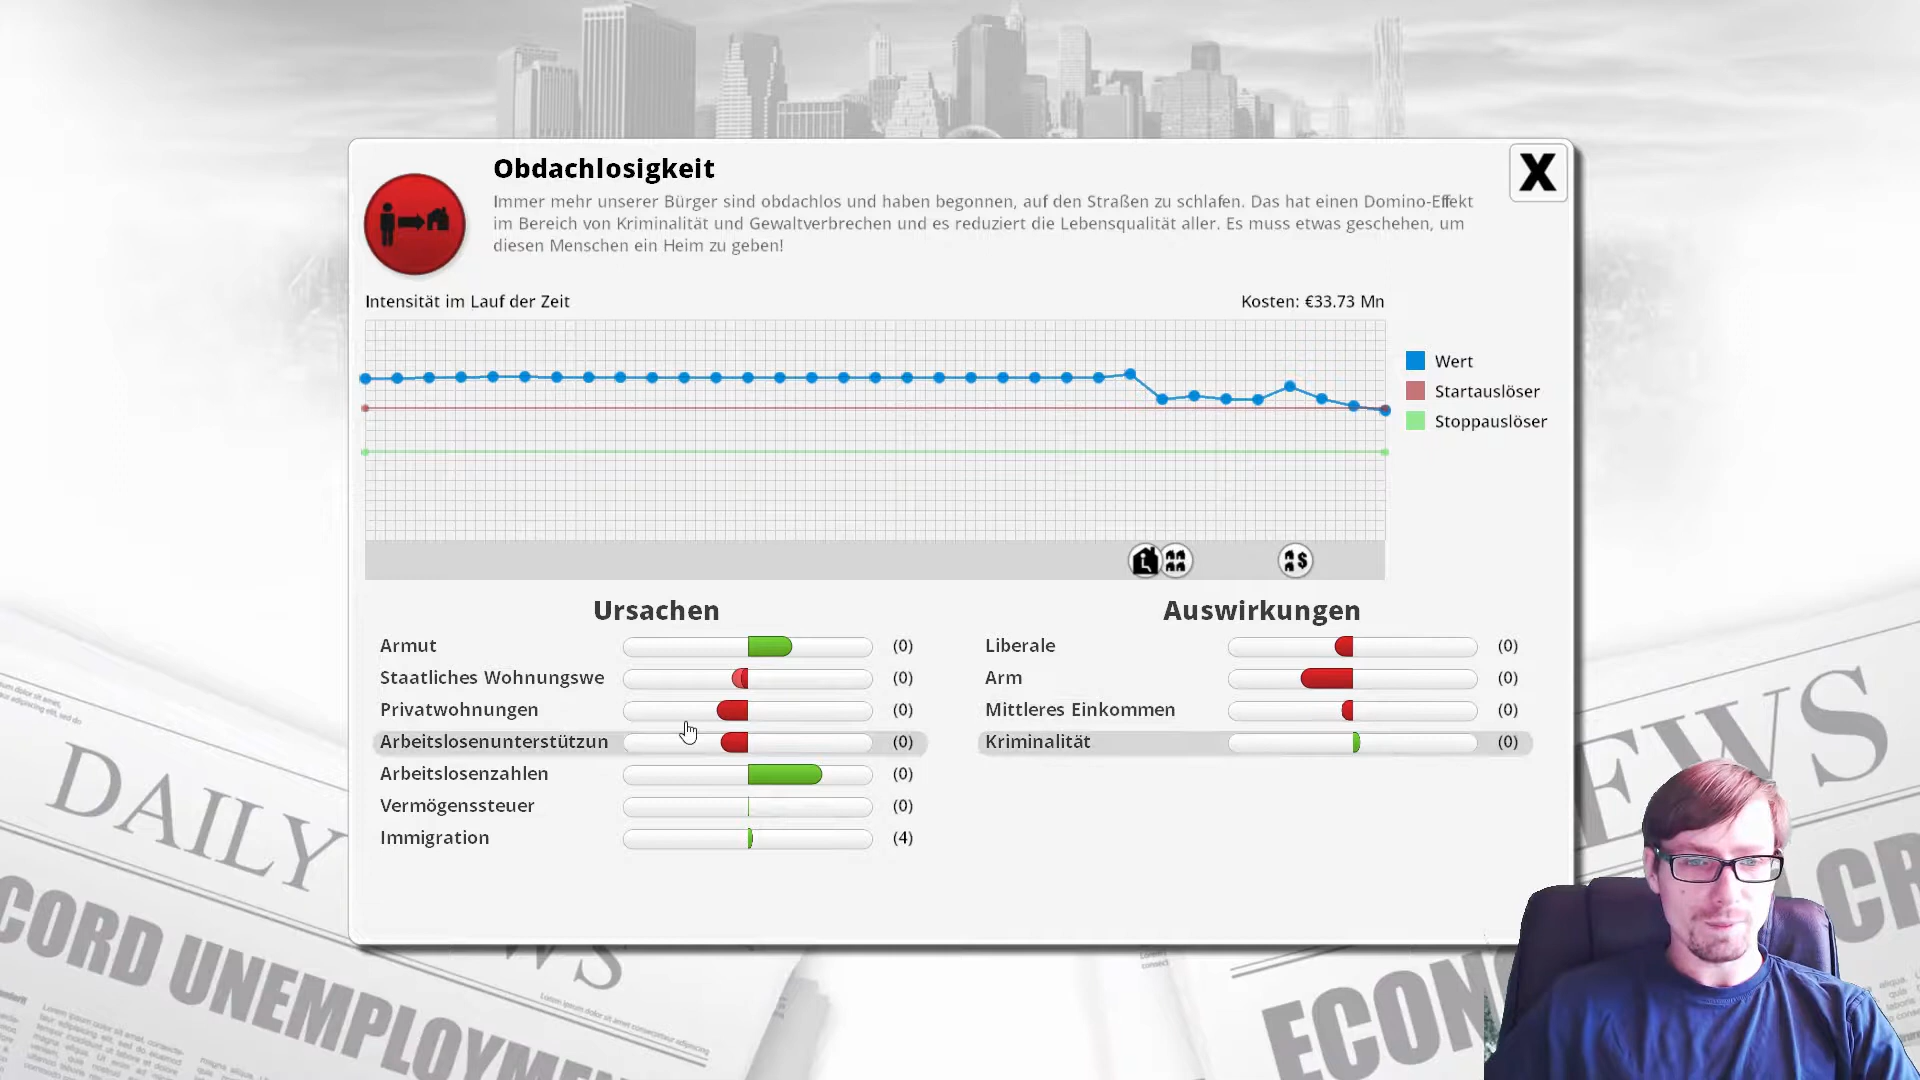 Obdachlosigkeit
X
Immer mehr unserer Bürger sind obdachlos und haben begonnen, auf den Straßen zu schlafen. Das hat einen Domino-Effekt
im Bereich von Kriminalität und Gewaltverbrechen und es reduziert die Lebensqualität aller. Es muss etwas geschehen, um
diesen Menschen ein Heim zu geben!
Intensität im Lauf der Zeit
Kosten: €33.73 Mn
Wert
Startauslöser
Stoppauslöser
Ursachen
Armut (0)
Staatliches Wohnungswe (0)
Privatwohnungen (0)
Arbeitslosenunterstützun (0)
Arbeitslosenzahlen (0)
Vermögenssteuer (0)
Immigration (4)
Auswirkungen
Liberale (0)
Arm (0)
Mittleres Einkommen (0)
Kriminalität (0)
DAILY
CORD UNEMPLOYME
WS
EWS
ECON
CR